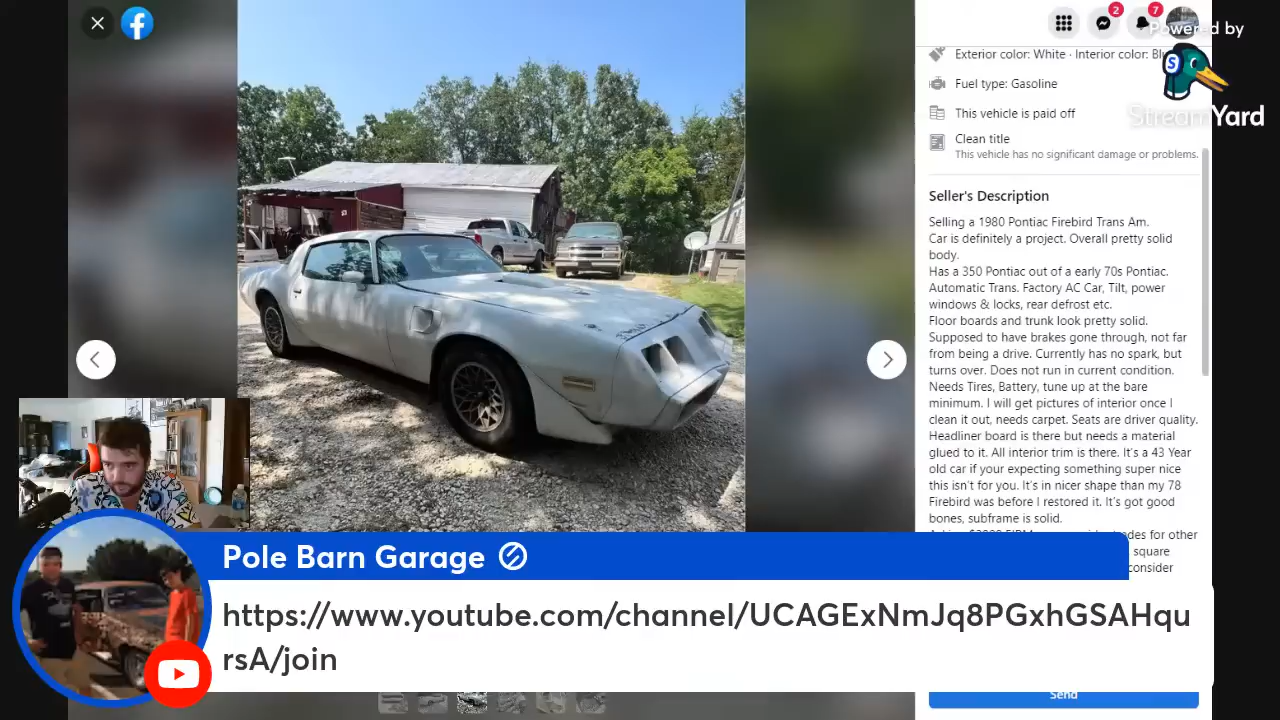 2
7
Powered by
StreamYard
Exterior color: White · Interior color:
Fuel type: Gasoline
This vehicle is paid off
Clean title
This vehicle has no significant damage or problems.
Seller's Description
Selling a 1980 Pontiac Firebird Trans Am.
Car is definitely a project. Overall pretty solid
body.
Has a 350 Pontiac out of a early 70s Pontiac.
Automatic Trans. Factory AC Car, Tilt, power
windows & locks, rear defrost etc.
Floor boards and trunk look pretty solid.
Supposed to have brakes gone through, not far
from being a drive. Currently has no spark, but
turns over. Does not run in current condition.
Needs Tires, Battery, tune up at the bare
minimum. I will get pictures of interior once I
clean it out, needs carpet. Seats are driver quality.
Headliner board is there but needs a material
glued to it. All interior trim is there. It's a 43 Year
old car if your expecting something super nice
this isn't for you. It's in nicer shape than my 78
Firebird was before I restored it. It's got good
bones, subframe is solid.
for other
square
consider
Pole Barn Garage
https://www.youtube.com/channel/UCAGExNmJq8PGxhGSAHqu
rsA/join
Send